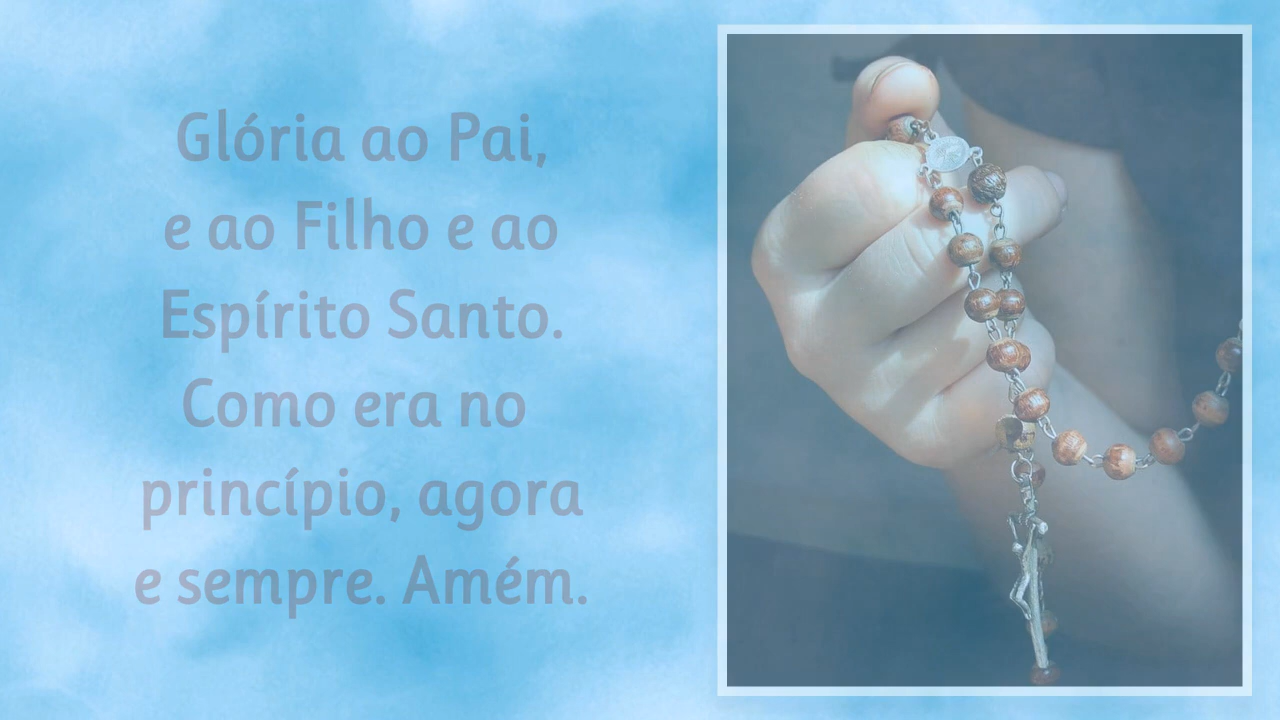 Glória ao Pai,
e ao Filho e ao
Espírito Santo.
Como era no
princípio, agora
e sempre. Amém.